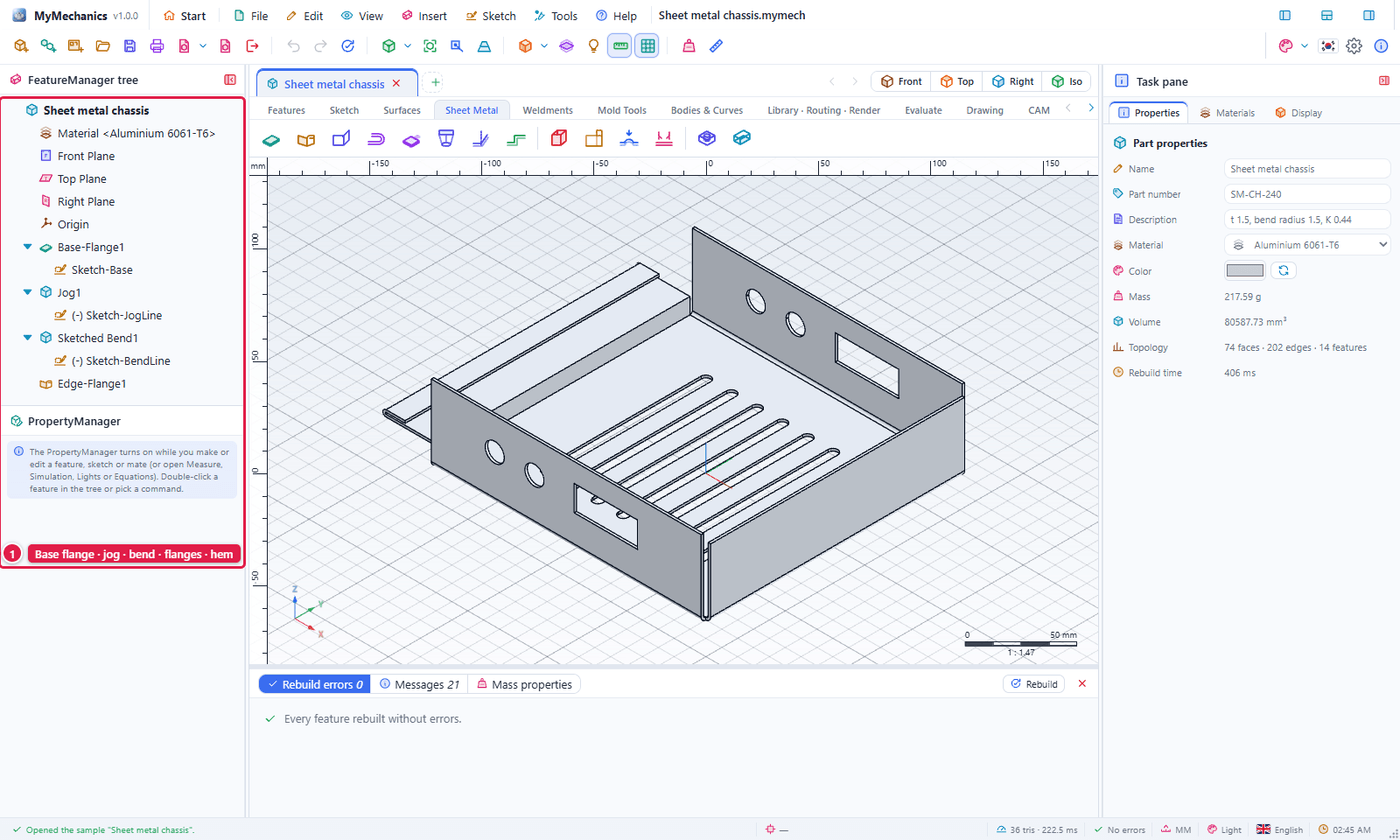 MyMechanics v1.0.0 Start File Edit View Insert Sketch Tools Help Sheet metal chassis.mymech
FeatureManager tree
Sheet metal chassis
Material <Aluminium 6061-T6>
Front Plane
Top Plane
Right Plane
Origin
Base-Flange1
Sketch-Base
Jog1
(-) Sketch-JogLine
Sketched Bend1
(-) Sketch-BendLine
Edge-Flange1
PropertyManager
The PropertyManager turns on while you make or
edit a feature, sketch or mate (or open Measure,
Simulation, Lights or Equations). Double-click a
feature in the tree or pick a command.
1 Base flange · jog · bend · flanges · hem
Sheet metal chassis
Front Top Right Iso
Features Sketch Surfaces Sheet Metal Weldments Mold Tools Bodies & Curves Library · Routing · Render Evaluate Drawing CAM
mm -150 -100 -50 0 50 100 150
100
50
0
-50
Z
Y
X
0 50 mm
1 : 1.47
Rebuild errors 0 Messages 21 Mass properties Rebuild
Every feature rebuilt without errors.
Task pane
Properties Materials Display
Part properties
Name Sheet metal chassis
Part number SM-CH-240
Description t 1.5, bend radius 1.5, K 0.44
Material Aluminium 6061-T6
Color
Mass 217.59 g
Volume 80587.73 mm³
Topology 74 faces · 202 edges · 14 features
Rebuild time 406 ms
Opened the sample "Sheet metal chassis". — 36 tris · 222.5 ms No errors MM Light English 02:45 AM